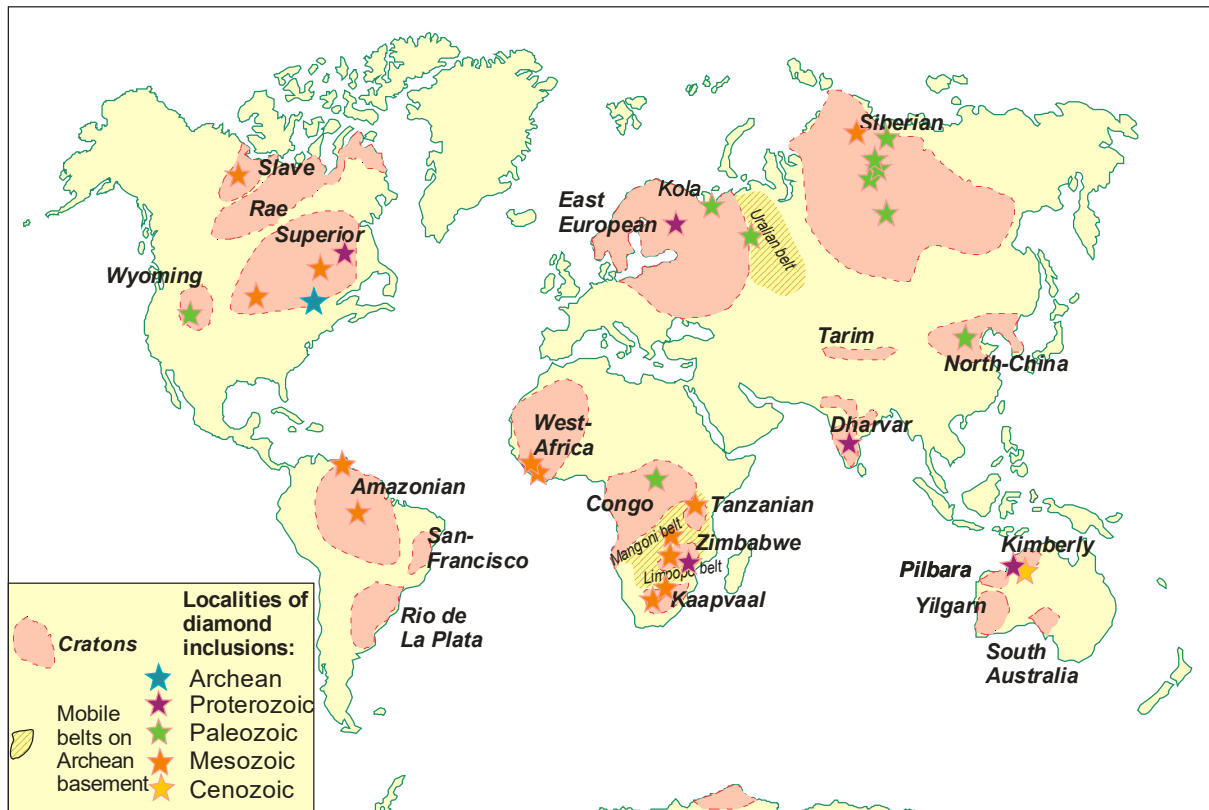 Slave
Rae
Superior
Wyoming
East
European
Kola
Uralian belt
Siberian
Tarim
North-China
Dharvar
West-
Africa
Congo
Tanzanian
Mangoni belt
Zimbabwe
Limpopo belt
Kaapvaal
Amazonian
San-
Francisco
Rio de
La Plata
Kimberly
Pilbara
Yilgarn
South
Australia
Cratons
Mobile
belts on
Archean
basement
Localities of
diamond
inclusions:
Archean
Proterozoic
Paleozoic
Mesozoic
Cenozoic